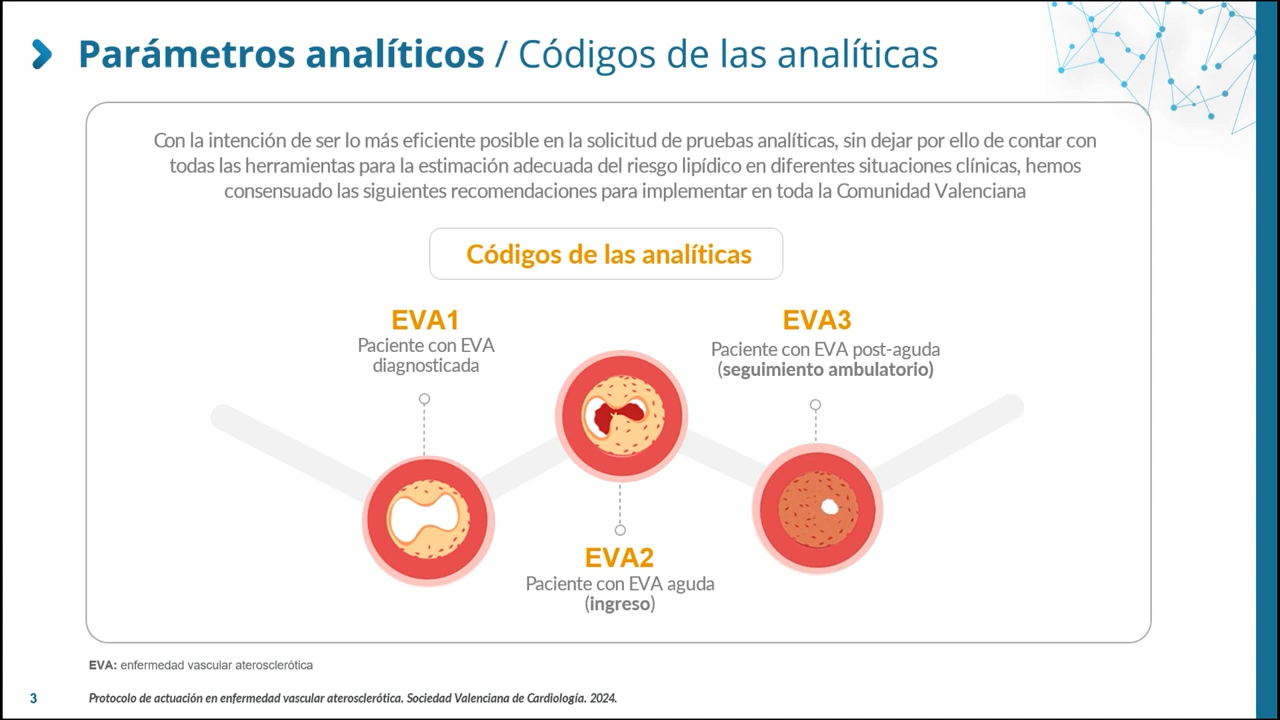 Parámetros analíticos / Códigos de las analíticas
Con la intención de ser lo más eficiente posible en la solicitud de pruebas analíticas, sin dejar por ello de contar con
todas las herramientas para la estimación adecuada del riesgo lipídico en diferentes situaciones clínicas, hemos
consensuado las siguientes recomendaciones para implementar en toda la Comunidad Valenciana
Códigos de las analíticas
EVA1
Paciente con EVA
diagnosticada
EVA2
Paciente con EVA aguda
(ingreso)
EVA3
Paciente con EVA post-aguda
(seguimiento ambulatorio)
EVA: enfermedad vascular aterosclerótica
3
Protocolo de actuación en enfermedad vascular aterosclerótica. Sociedad Valenciana de Cardiología. 2024.